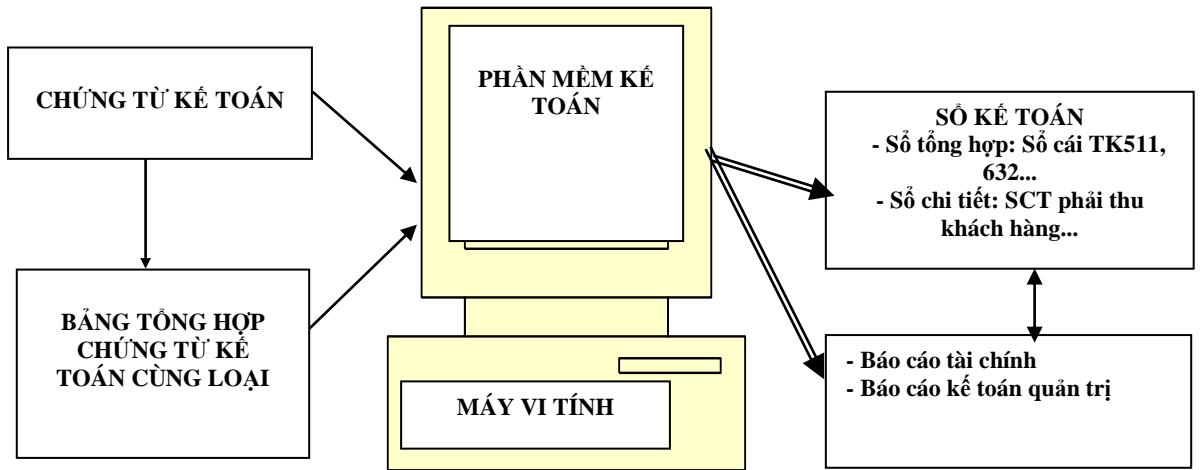 CHỨNG TỪ KẾ TOÁN
BẢNG TỔNG HỢP
CHỨNG TỪ KẾ
TOÁN CÙNG LOẠI
PHẦN MỀM KẾ
TOÁN
MÁY VI TÍNH
SỔ KẾ TOÁN
- Sổ tổng hợp: Sổ cái TK511,
632...
- Sổ chi tiết: SCT phải thu
khách hàng...
- Báo cáo tài chính
- Báo cáo kế toán quản trị